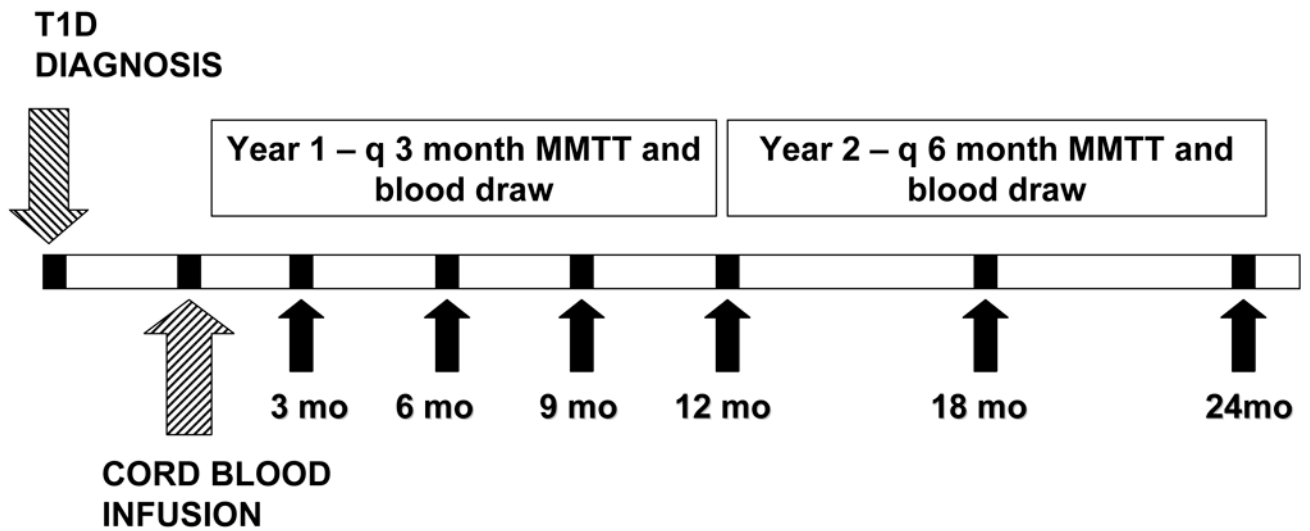 T1D
DIAGNOSIS
Year 1 – q 3 month MMTT and
blood draw
Year 2 – q 6 month MMTT and
blood draw
3 mo
6 mo
9 mo
12 mo
18 mo
24mo
CORD BLOOD
INFUSION